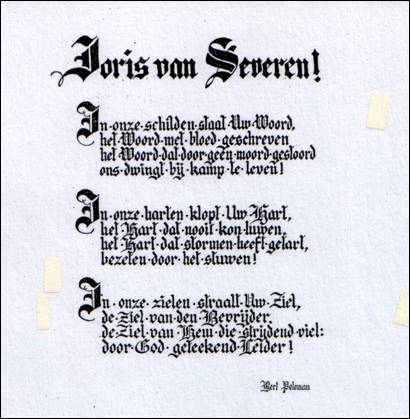 Joris van Severen!
In onze schilden staat Uw Woord,
het Woord met bloed geschreven
het Woord dat door geen moord gestoord
ons dwingt bij kamp te leven!
In onze harten klopt Uw Hart,
het Hart dat nooit kon luwen,
het Hart dat stormen heeft getart,
bezeten door het stuwen!
In onze zielen straalt Uw Ziel,
de Ziel van den Bevrijder,
de Ziel van Hem die strijdend viel:
door God geteekend Leider!
Bert Peleman